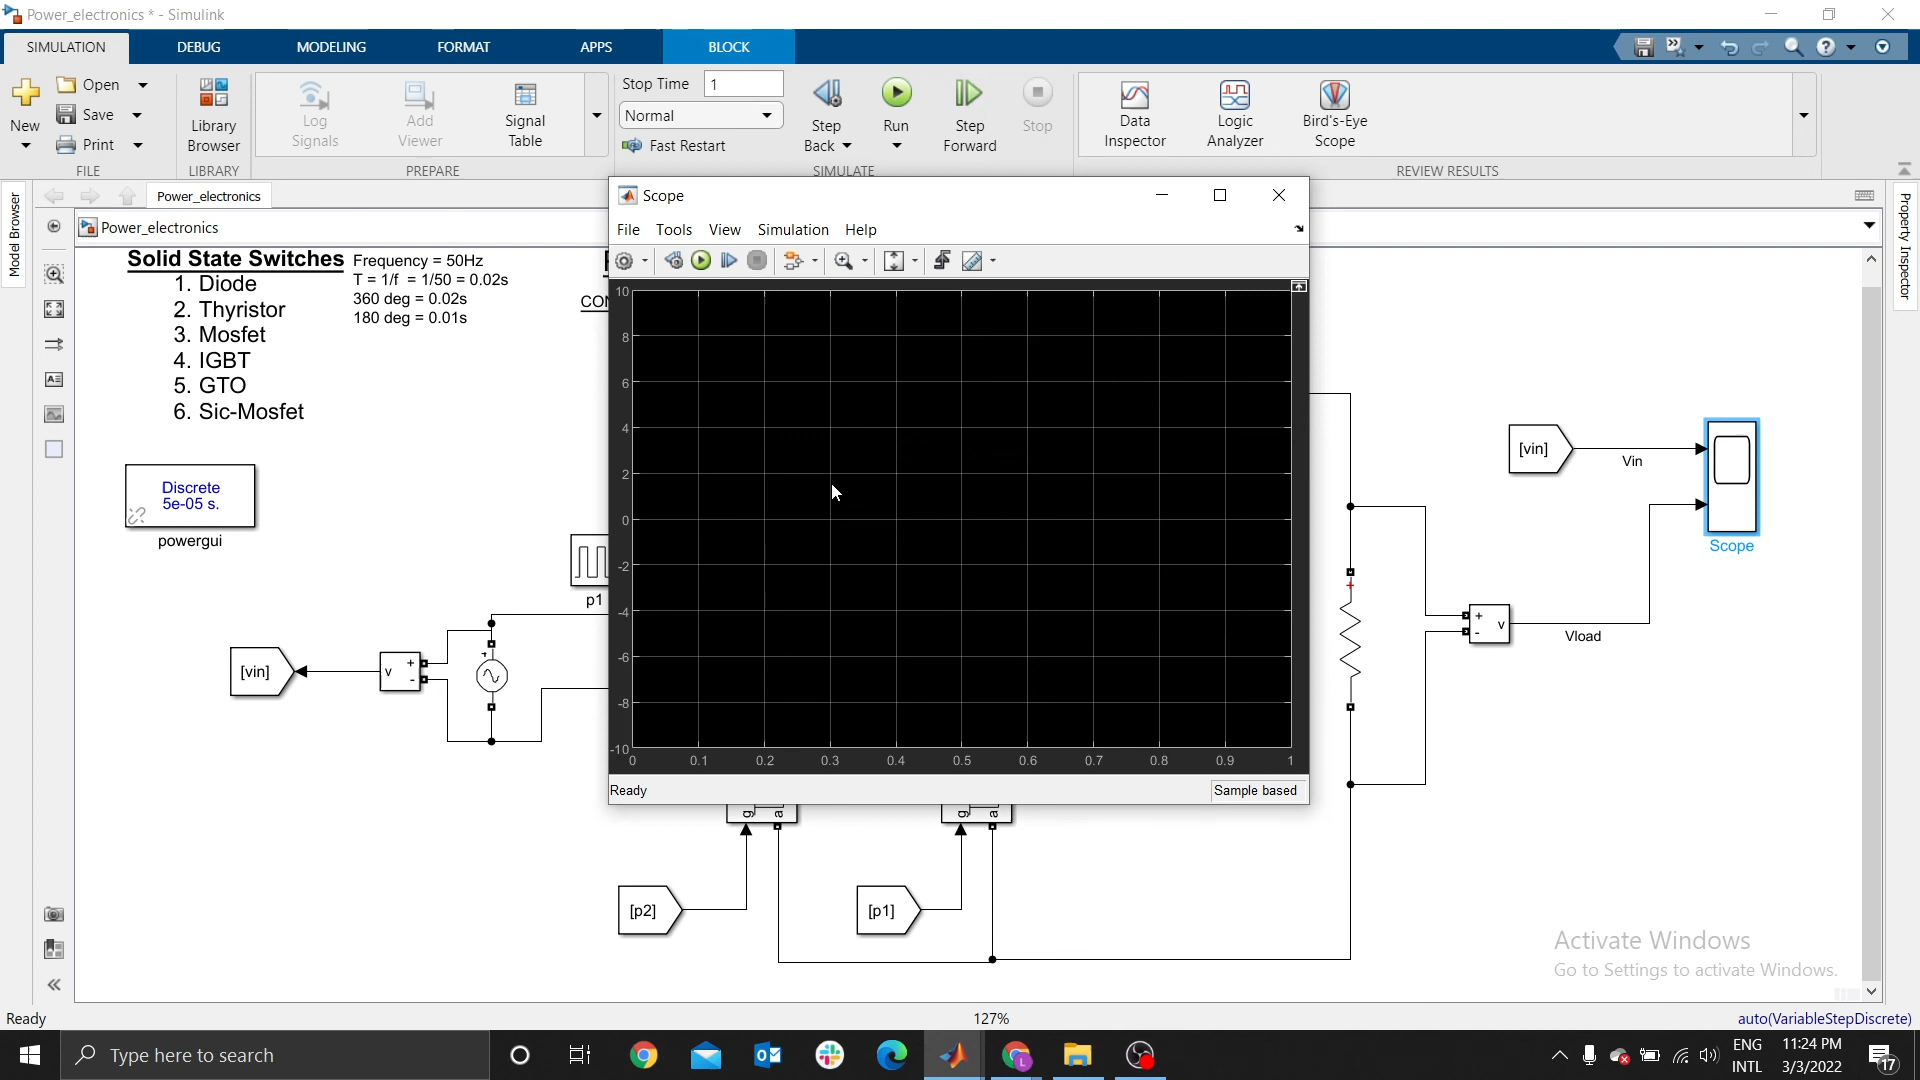 Power_electronics * - Simulink
SIMULATION DEBUG MODELING FORMAT APPS BLOCK
New
Open
Save
Print
FILE
Library
Browser
LIBRARY
Log
Signals
Add
Viewer
Signal
Table
PREPARE
Stop Time 1
Normal
Fast Restart
Step
Back
Run
Step
Forward
Stop
SIMULATE
Data
Inspector
Logic
Analyzer
Bird's-Eye
Scope
REVIEW RESULTS
Model Browser
Power_electronics
Power_electronics
Property Inspector
Solid State Switches
1. Diode
2. Thyristor
3. Mosfet
4. IGBT
5. GTO
6. Sic-Mosfet
Frequency = 50Hz
T = 1/f = 1/50 = 0.02s
360 deg = 0.02s
180 deg = 0.01s
CON
Discrete
5e-05 s.
powergui
p1
[vin]
v
+
-
+
Scope
File Tools View Simulation Help
10
8
6
4
2
0
-2
-4
-6
-8
-10
0 0.1 0.2 0.3 0.4 0.5 0.6 0.7 0.8 0.9 1
Ready
Sample based
g a
g a
[p2]
[p1]
+
[vin]
Vin
Scope
+
-
v
Vload
Activate Windows
Go to Settings to activate Windows.
Ready
127%
auto(VariableStepDiscrete)
Type here to search
L
ENG
INTL
11:24 PM
3/3/2022
17